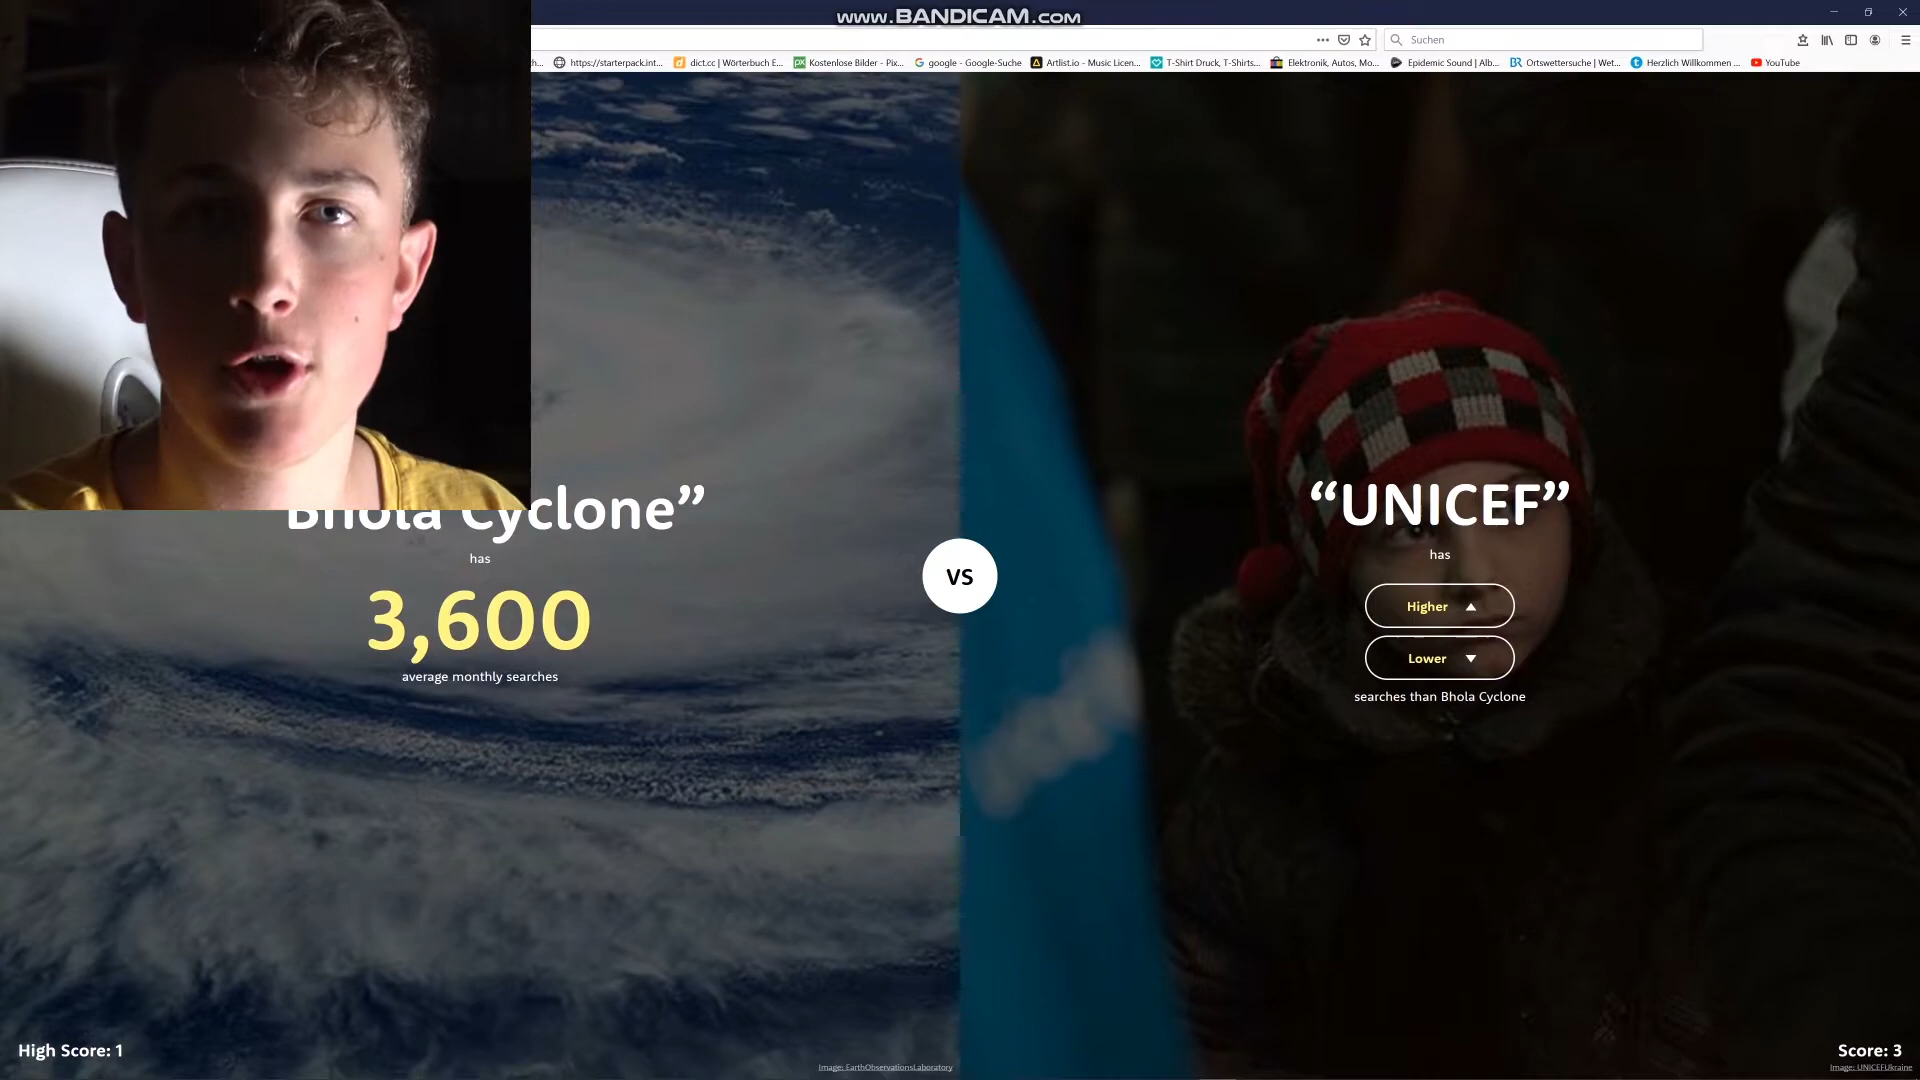 www.BANDICAM.com
Suchen
h...
https://starterpack.int...
dict.cc | Wörterbuch E...
Kostenlose Bilder - Pix...
google - Google-Suche
Artlist.io - Music Licen...
T-Shirt Druck, T-Shirts...
Elektronik, Autos, Mo...
Epidemic Sound | Alb...
Ortswettersuche | Wet...
Herzlich Willkommen ...
YouTube
Bhola Cyclone”
has
3,600
average monthly searches
VS
“UNICEF”
has
Higher
Lower
searches than Bhola Cyclone
High Score: 1
Score: 3
Image: EarthObservationsLaboratory
Image: UNICEFUkraine